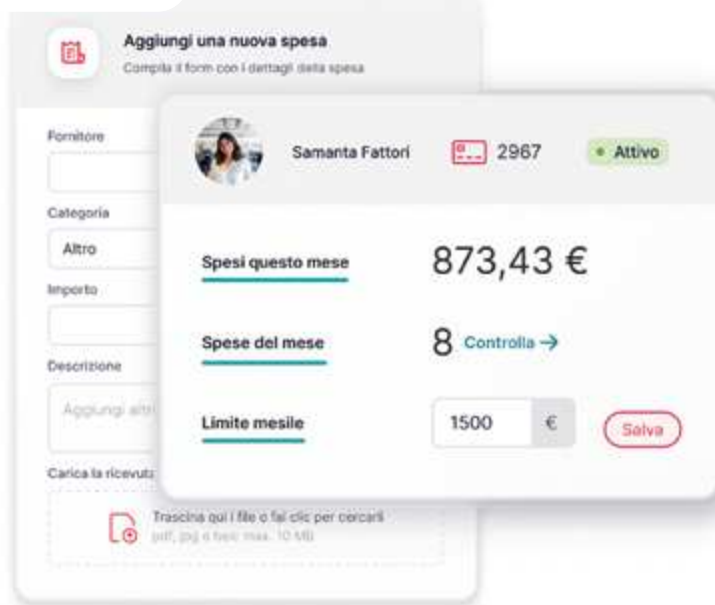 Aggiungi una nuova spesa
Compila il form con i dettagli della spesa
Fornitore
Categoria
Altro
Importo
Descrizione
Aggiungi altri
Carica la ricevuta
Trascina qui i file o fai clic per cercarli
pdf, jpg o heic max. 10 MB
Samanta Fattori
2967
Attivo
Spesi questo mese
873,43 €
Spese del mese
8 Controlla →
Limite mesile
1500 €
Salva